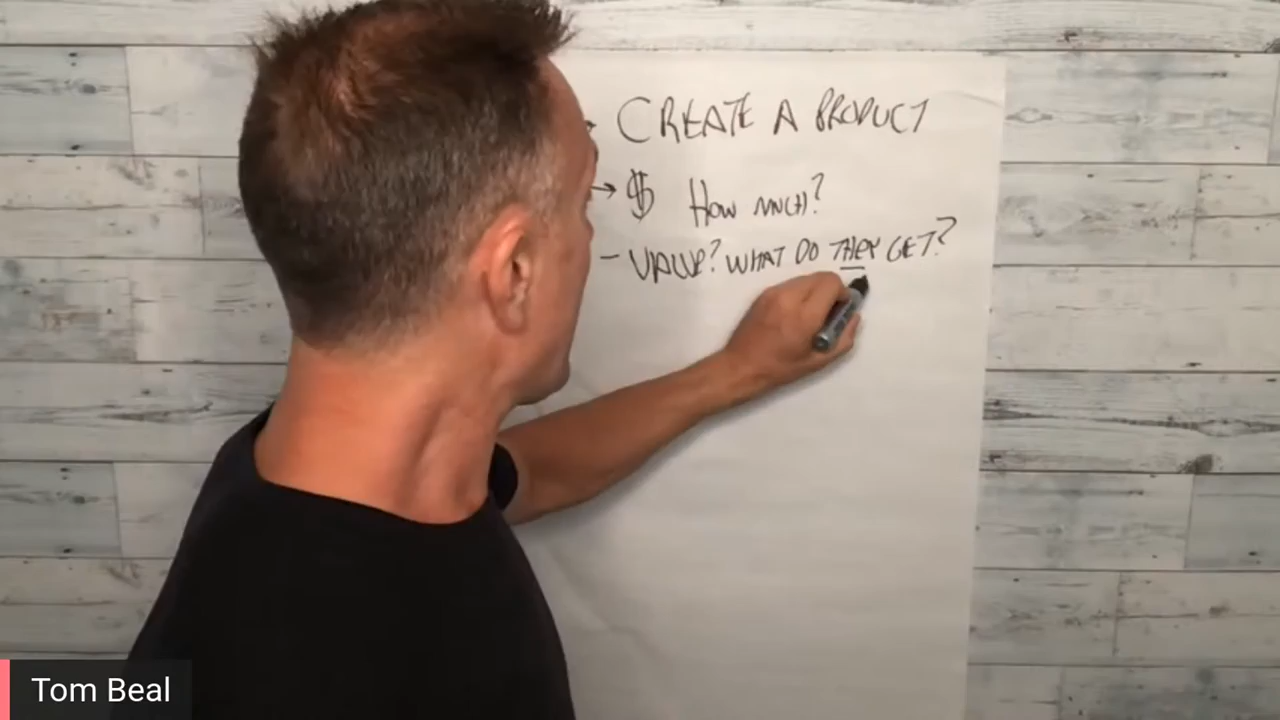 → CREATE A PRODUCT
→ $ HOW MUCH?
- VALUE? WHAT DO THEY GET?
Tom Beal